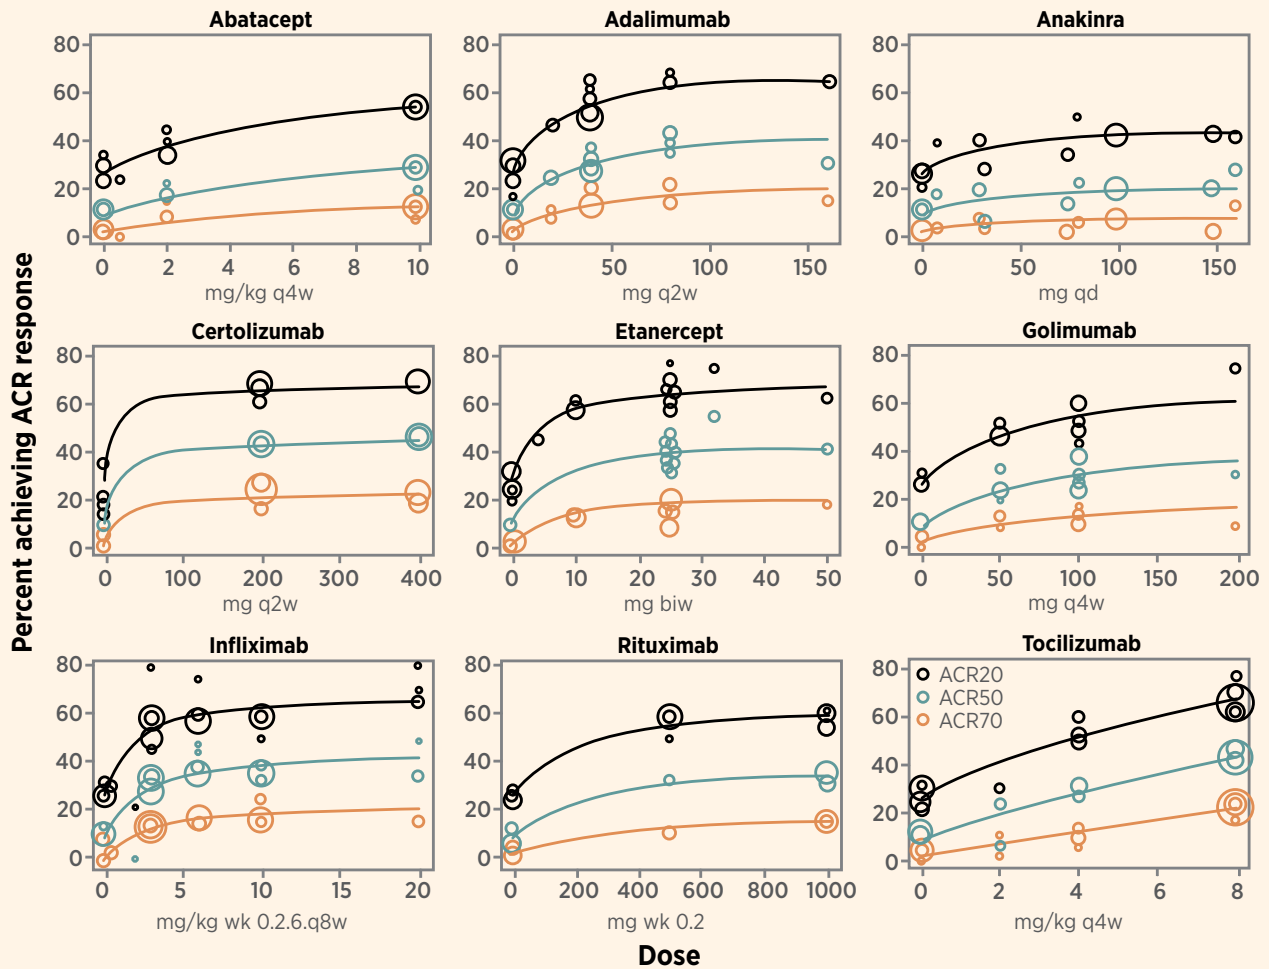 Abatacept
Adalimumab
Anakinra
80
60
40
20
0
0 2 4 6 8 10
mg/kg q4w
80
60
40
20
0
0 50 100 150
mg q2w
80
60
40
20
0
0 50 100 150
mg qd
Percent achieving ACR response
Certolizumab
Etanercept
Golimumab
80
60
40
20
0
0 100 200 300 400
mg q2w
80
60
40
20
0
0 10 20 30 40 50
mg biw
80
60
40
20
0
0 50 100 150 200
mg q4w
Infliximab
Rituximab
Tocilizumab
80
60
40
20
0
0 5 10 15 20
mg/kg wk 0.2.6.q8w
80
60
40
20
0
0 200 400 600 800 1000
mg wk 0.2
ACR20
ACR50
ACR70
80
60
40
20
0
0 2 4 6 8
mg/kg q4w
Dose